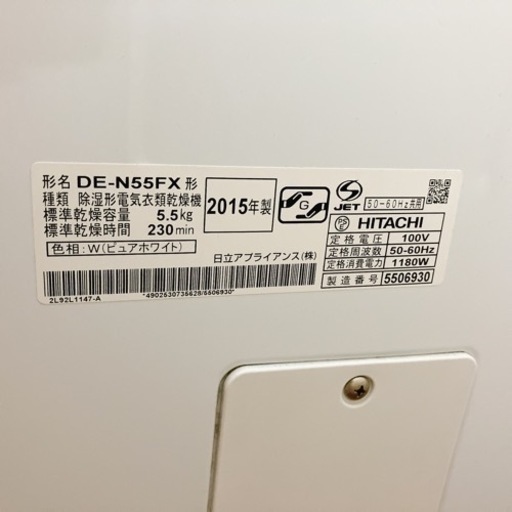 形名 DE-N55FX 形
種類 除湿形電気衣類乾燥機
標準乾燥容量 5.5kg
標準乾燥時間 230min
色相:W(ピュアホワイト)
2015年製
G
S
JET
50-60Hz共用
PSE
HITACHI
定格電圧 100V
定格周波数 50-60Hz
定格消費電力 1180W
製造番号 5506930
日立アプライアンス(株)
*4902530735628/5506930*
2L92L1147-A